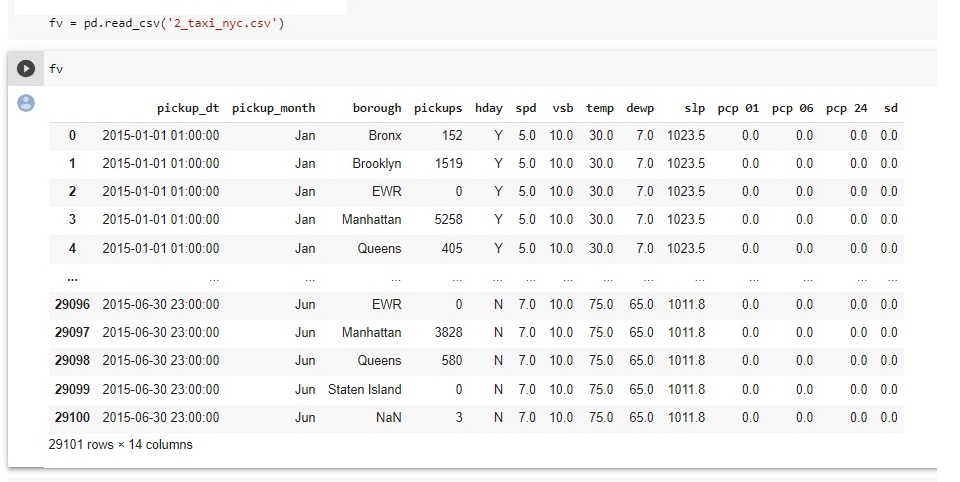 fv = pd.read_csv('2_taxi_nyc.csv')
fv
pickup_dt pickup_month borough pickups hday spd vsb temp dewp slp pcp 01 pcp 06 pcp 24 sd
0 2015-01-01 01:00:00 Jan Bronx 152 Y 5.0 10.0 30.0 7.0 1023.5 0.0 0.0 0.0 0.0
1 2015-01-01 01:00:00 Jan Brooklyn 1519 Y 5.0 10.0 30.0 7.0 1023.5 0.0 0.0 0.0 0.0
2 2015-01-01 01:00:00 Jan EWR 0 Y 5.0 10.0 30.0 7.0 1023.5 0.0 0.0 0.0 0.0
3 2015-01-01 01:00:00 Jan Manhattan 5258 Y 5.0 10.0 30.0 7.0 1023.5 0.0 0.0 0.0 0.0
4 2015-01-01 01:00:00 Jan Queens 405 Y 5.0 10.0 30.0 7.0 1023.5 0.0 0.0 0.0 0.0
... ... ... ... ... ... ... ... ... ... ... ... ... ... ...
29096 2015-06-30 23:00:00 Jun EWR 0 N 7.0 10.0 75.0 65.0 1011.8 0.0 0.0 0.0 0.0
29097 2015-06-30 23:00:00 Jun Manhattan 3828 N 7.0 10.0 75.0 65.0 1011.8 0.0 0.0 0.0 0.0
29098 2015-06-30 23:00:00 Jun Queens 580 N 7.0 10.0 75.0 65.0 1011.8 0.0 0.0 0.0 0.0
29099 2015-06-30 23:00:00 Jun Staten Island 0 N 7.0 10.0 75.0 65.0 1011.8 0.0 0.0 0.0 0.0
29100 2015-06-30 23:00:00 Jun NaN 3 N 7.0 10.0 75.0 65.0 1011.8 0.0 0.0 0.0 0.0
29101 rows × 14 columns